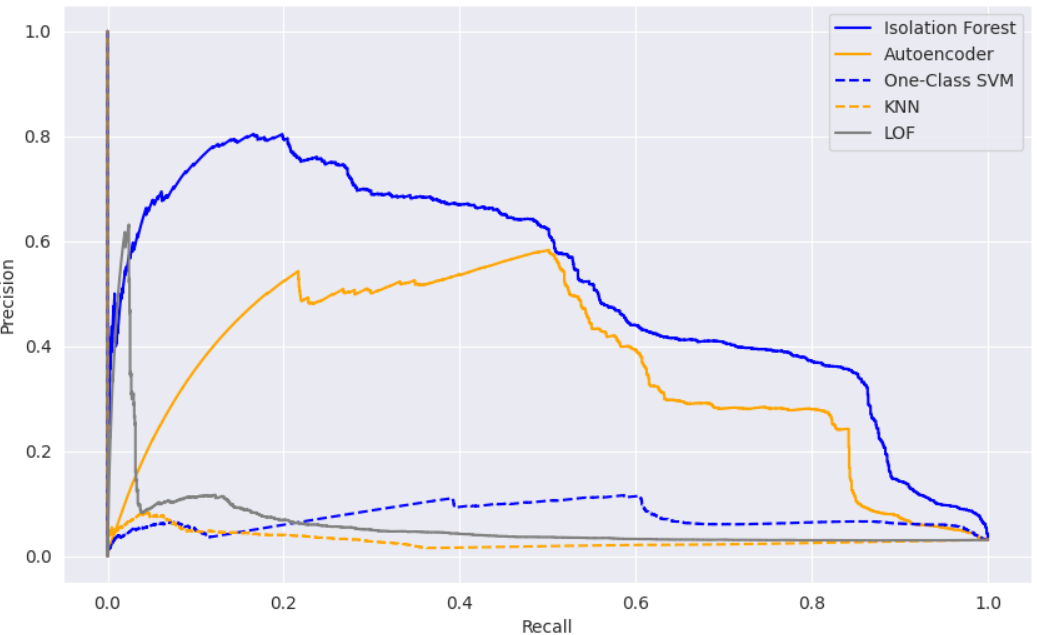 Isolation Forest
Autoencoder
One-Class SVM
KNN
LOF
Precision
1.0
0.8
0.6
0.4
0.2
0.0
0.0 0.2 0.4 0.6 0.8 1.0
Recall